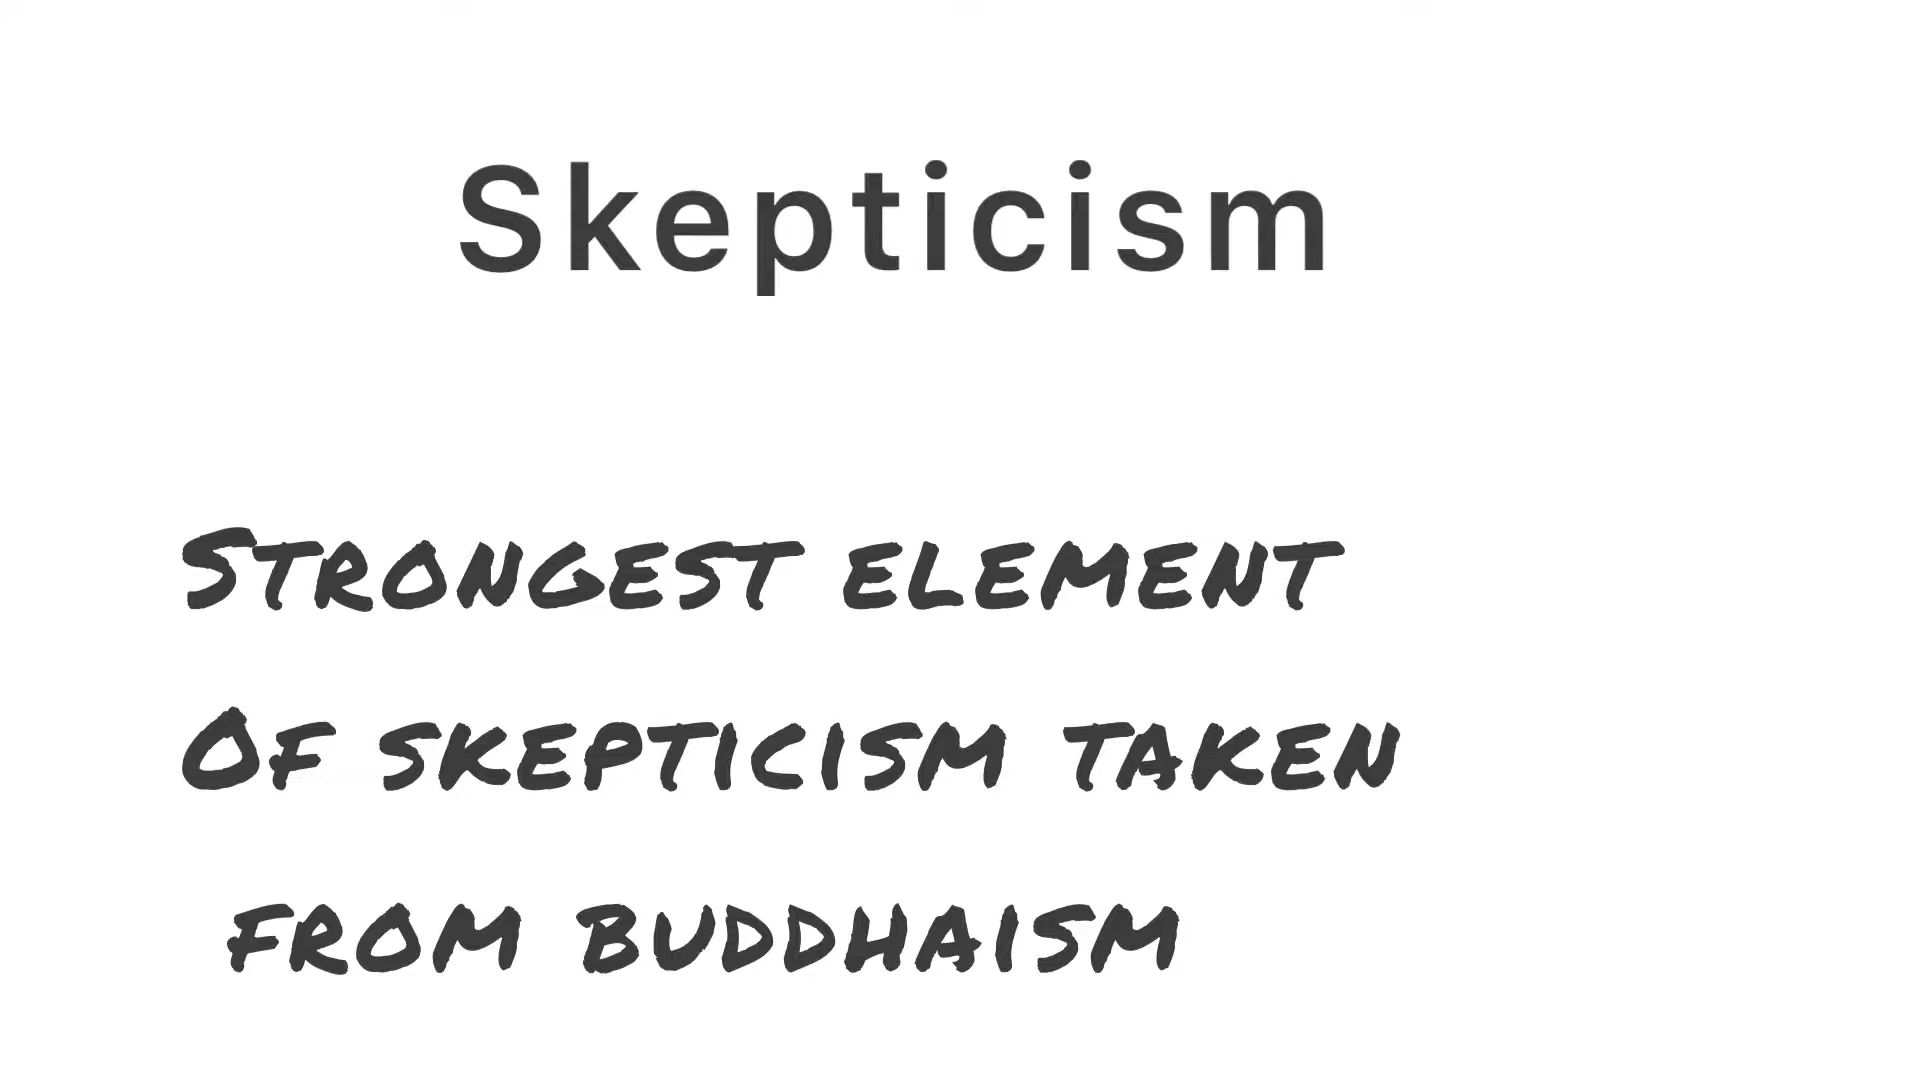 Skepticism
Strongest element
Of skepticism taken
from buddhaism